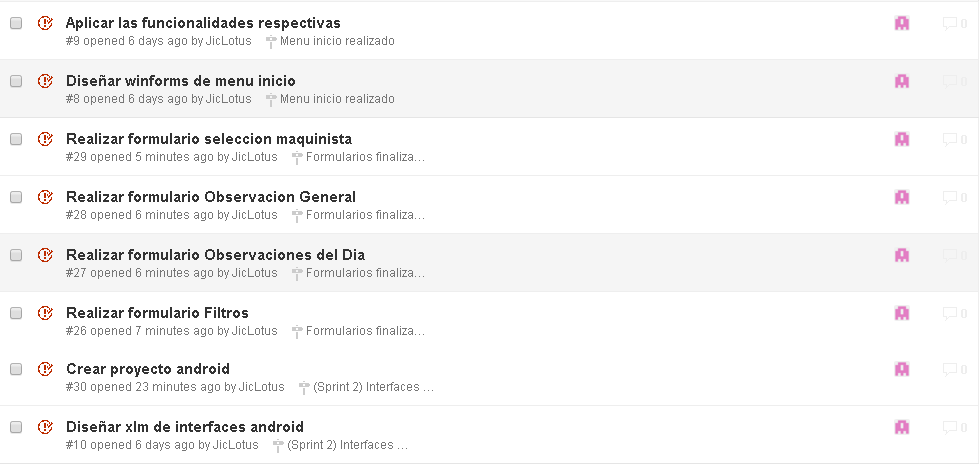 Aplicar las funcionalidades respectivas
0
#9 opened 6 days ago by JicLotus Menu inicio realizado
Diseñar winforms de menu inicio
0
#8 opened 6 days ago by JicLotus Menu inicio realizado
Realizar formulario seleccion maquinista
0
#29 opened 5 minutes ago by JicLotus Formularios finaliza…
Realizar formulario Observacion General
0
#28 opened 6 minutes ago by JicLotus Formularios finaliza…
Realizar formulario Observaciones del Dia
0
#27 opened 6 minutes ago by JicLotus Formularios finaliza…
Realizar formulario Filtros
0
#26 opened 7 minutes ago by JicLotus Formularios finaliza…
Crear proyecto android
0
#30 opened 23 minutes ago by JicLotus (Sprint 2) Interfaces …
Diseñar xlm de interfaces android
0
#10 opened 6 days ago by JicLotus (Sprint 2) Interfaces …